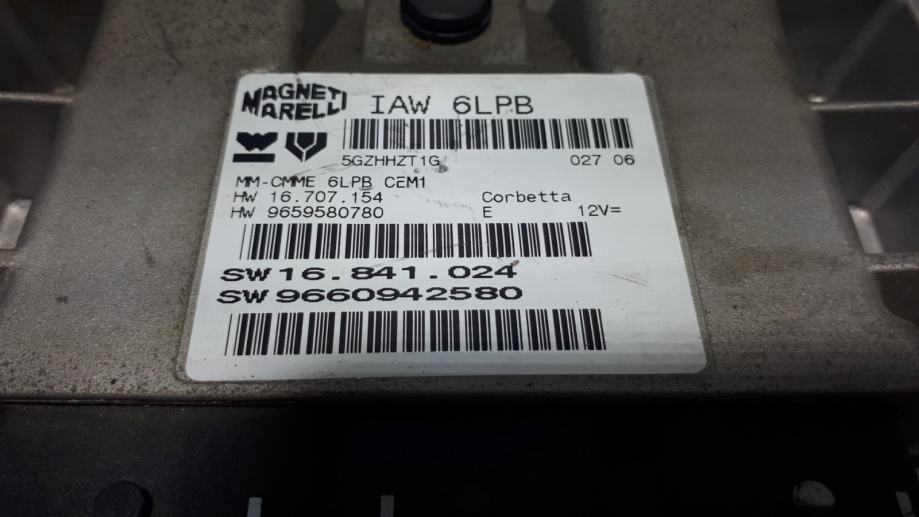 MAGNETI
MARELLI
IAW 6LPB
5GZHHZT1G 027 06
MM-CMME 6LPB CEM1
HW 16.707.154 Corbetta
HW 9659580780 E 12V=
SW 16.841.024
SW 9660942580